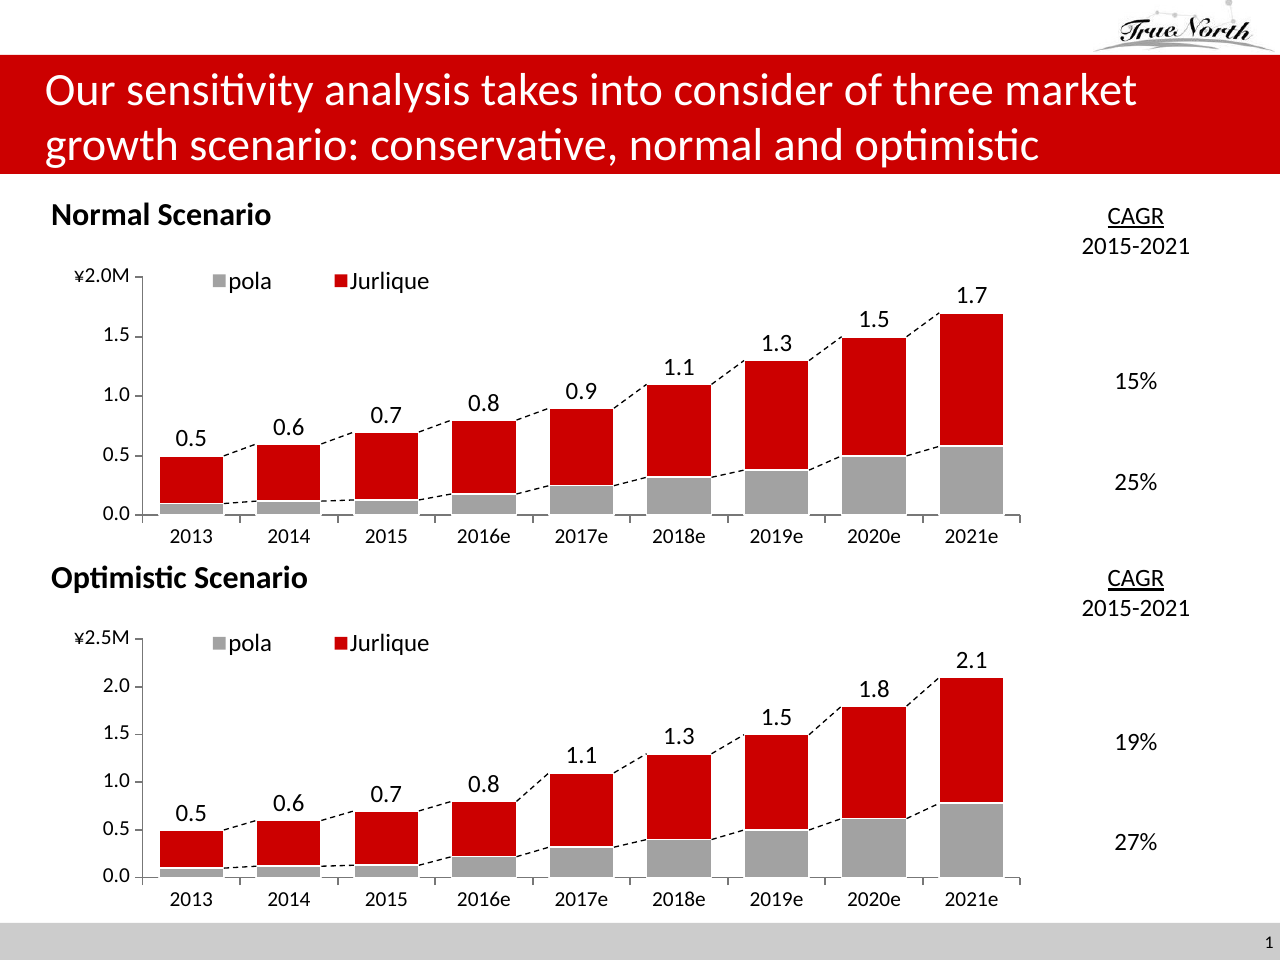 True North
Our sensitivity analysis takes into consider of three market
growth scenario: conservative, normal and optimistic
Normal Scenario
CAGR
2015-2021
¥2.0M
pola
Jurlique
1.5
1.0
0.5
0.0
0.5
0.6
0.7
0.8
0.9
1.1
1.3
1.5
1.7
15%
25%
2013
2014
2015
2016e
2017e
2018e
2019e
2020e
2021e
Optimistic Scenario
CAGR
2015-2021
¥2.5M
pola
Jurlique
2.0
1.5
1.0
0.5
0.0
0.5
0.6
0.7
0.8
1.1
1.3
1.5
1.8
2.1
19%
27%
2013
2014
2015
2016e
2017e
2018e
2019e
2020e
2021e
1